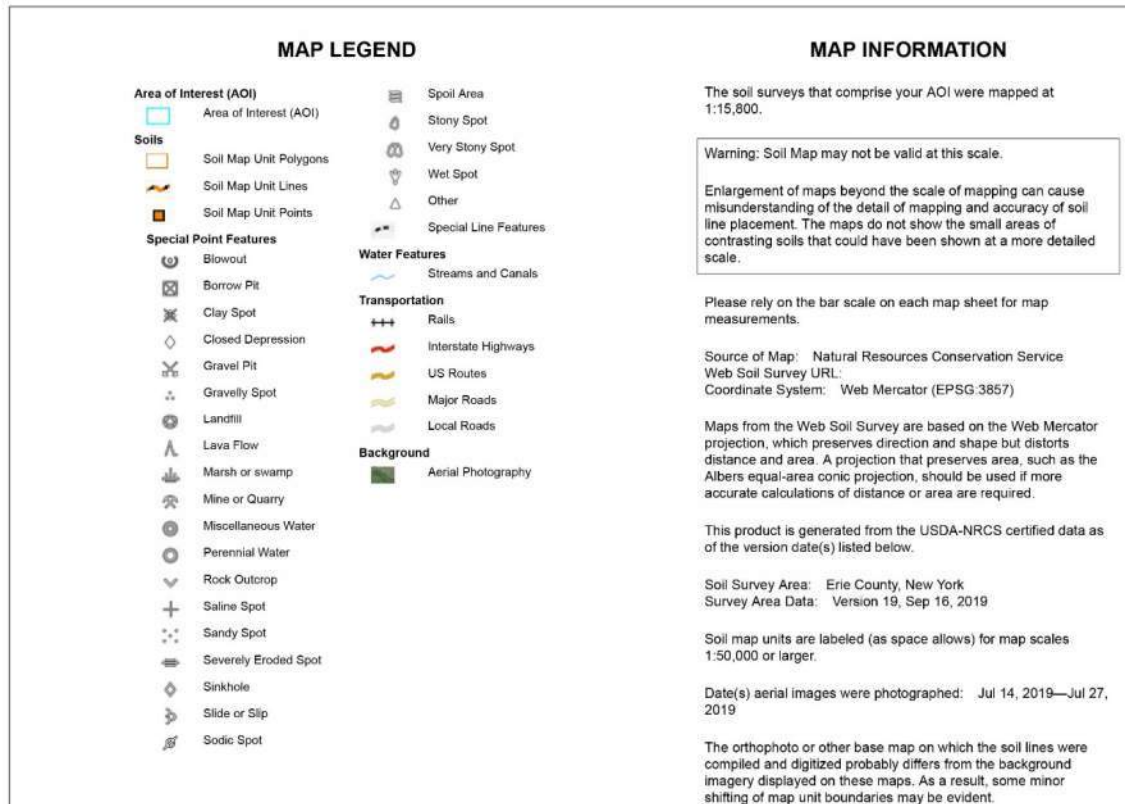 MAP LEGEND
Area of Interest (AOI)
Area of Interest (AOI)
Soils
Soil Map Unit Polygons
Soil Map Unit Lines
Soil Map Unit Points
Special Point Features
Blowout
Borrow Pit
Clay Spot
Closed Depression
Gravel Pit
Gravelly Spot
Landfill
Lava Flow
Marsh or swamp
Mine or Quarry
Miscellaneous Water
Perennial Water
Rock Outcrop
Saline Spot
Sandy Spot
Severely Eroded Spot
Sinkhole
Slide or Slip
Sodic Spot
Spoil Area
Stony Spot
Very Stony Spot
Wet Spot
Other
Special Line Features
Water Features
Streams and Canals
Transportation
Rails
Interstate Highways
US Routes
Major Roads
Local Roads
Background
Aerial Photography
MAP INFORMATION
The soil surveys that comprise your AOI were mapped at
1:15,800.
Warning: Soil Map may not be valid at this scale.
Enlargement of maps beyond the scale of mapping can cause
misunderstanding of the detail of mapping and accuracy of soil
line placement. The maps do not show the small areas of
contrasting soils that could have been shown at a more detailed
scale.
Please rely on the bar scale on each map sheet for map
measurements.
Source of Map: Natural Resources Conservation Service
Web Soil Survey URL:
Coordinate System: Web Mercator (EPSG:3857)
Maps from the Web Soil Survey are based on the Web Mercator
projection, which preserves direction and shape but distorts
distance and area. A projection that preserves area, such as the
Albers equal-area conic projection, should be used if more
accurate calculations of distance or area are required.
This product is generated from the USDA-NRCS certified data as
of the version date(s) listed below.
Soil Survey Area: Erie County, New York
Survey Area Data: Version 19, Sep 16, 2019
Soil map units are labeled (as space allows) for map scales
1:50,000 or larger.
Date(s) aerial images were photographed: Jul 14, 2019—Jul 27,
2019
The orthophoto or other base map on which the soil lines were
compiled and digitized probably differs from the background
imagery displayed on these maps. As a result, some minor
shifting of map unit boundaries may be evident.